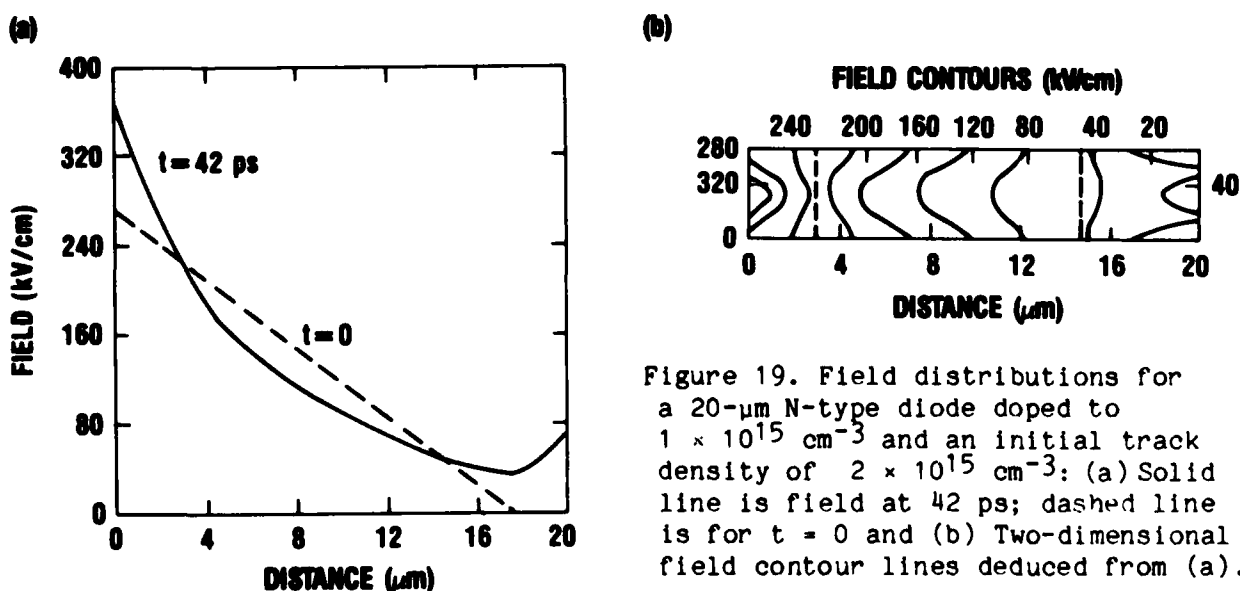 (a)
400
320
240
160
80
0
FIELD (kV/cm)
t = 42 ps
t = 0
0 4 8 12 16 20
DISTANCE (μm)
(b)
FIELD CONTOURS (kW/cm)
240 200 160 120 80 40 20
280
320
0
40
0 4 8 12 16 20
DISTANCE (μm)
Figure 19. Field distributions for
a 20-μm N-type diode doped to
1 × 10¹⁵ cm⁻³ and an initial track
density of 2 × 10¹⁵ cm⁻³: (a) Solid
line is field at 42 ps; dashed line
is for t = 0 and (b) Two-dimensional
field contour lines deduced from (a).